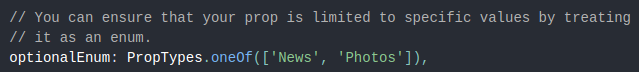 // You can ensure that your prop is limited to specific values by treating
// it as an enum.
optionalEnum: PropTypes.oneOf(['News', 'Photos']),